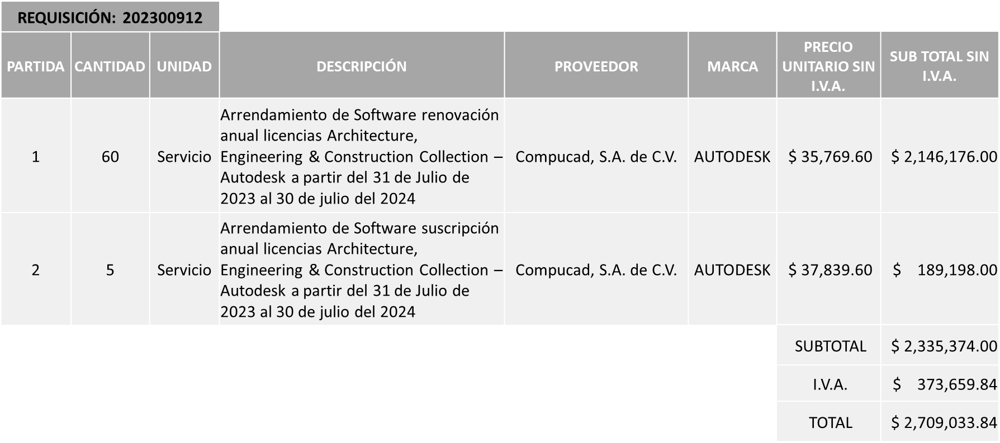 REQUISICIÓN: 202300912
PARTIDA CANTIDAD UNIDAD DESCRIPCIÓN PROVEEDOR MARCA PRECIO UNITARIO SIN I.V.A. SUB TOTAL SIN I.V.A.
1 60 Servicio
Arrendamiento de Software renovación
anual licencias Architecture,
Engineering & Construction Collection –
Autodesk a partir del 31 de Julio de
2023 al 30 de julio del 2024
Compucad, S.A. de C.V. AUTODESK $ 35,769.60 $ 2,146,176.00
2 5 Servicio
Arrendamiento de Software suscripción
anual licencias Architecture,
Engineering & Construction Collection –
Autodesk a partir del 31 de Julio de
2023 al 30 de julio del 2024
Compucad, S.A. de C.V. AUTODESK $ 37,839.60 $ 189,198.00
SUBTOTAL $ 2,335,374.00
I.V.A. $ 373,659.84
TOTAL $ 2,709,033.84